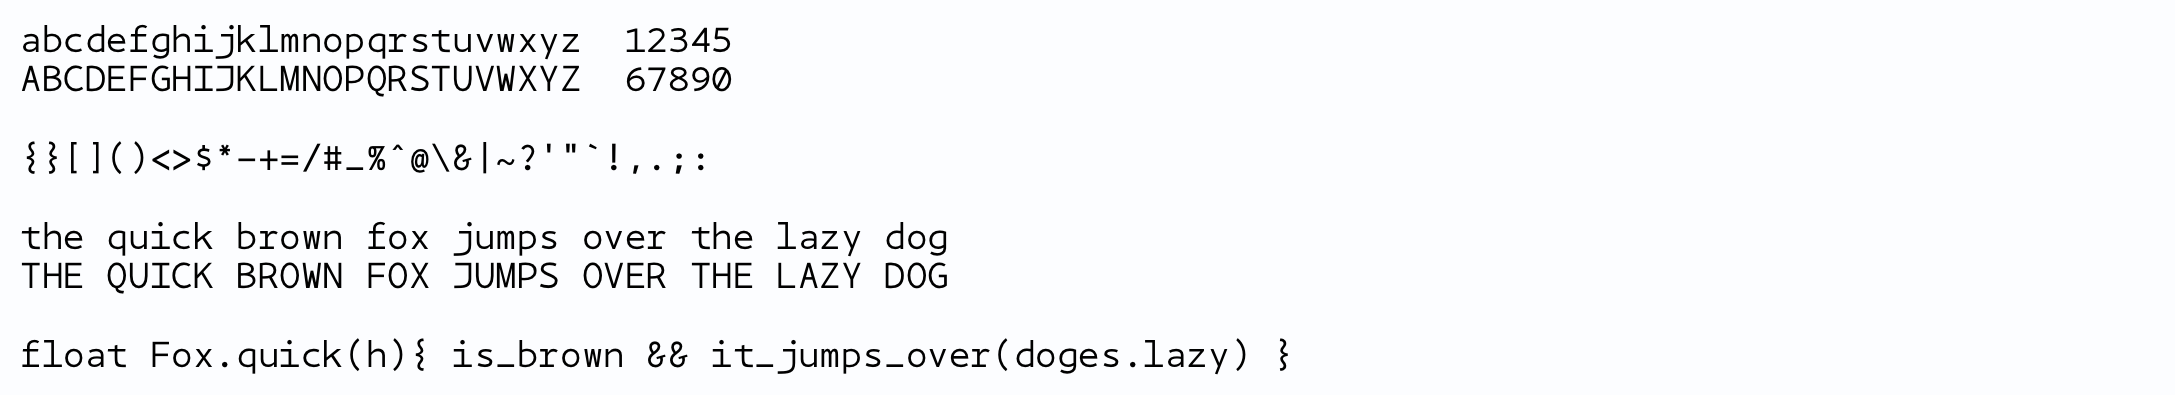 abcdefghijklmnopqrstuvwxyz  12345
ABCDEFGHIJKLMNOPQRSTUVWXYZ  67890
{}[]()<>$*-+=/#_%^@\&|~?'"`!,.;:
the quick brown fox jumps over the lazy dog
THE QUICK BROWN FOX JUMPS OVER THE LAZY DOG
float Fox.quick(h){ is_brown && it_jumps_over(doges.lazy) }